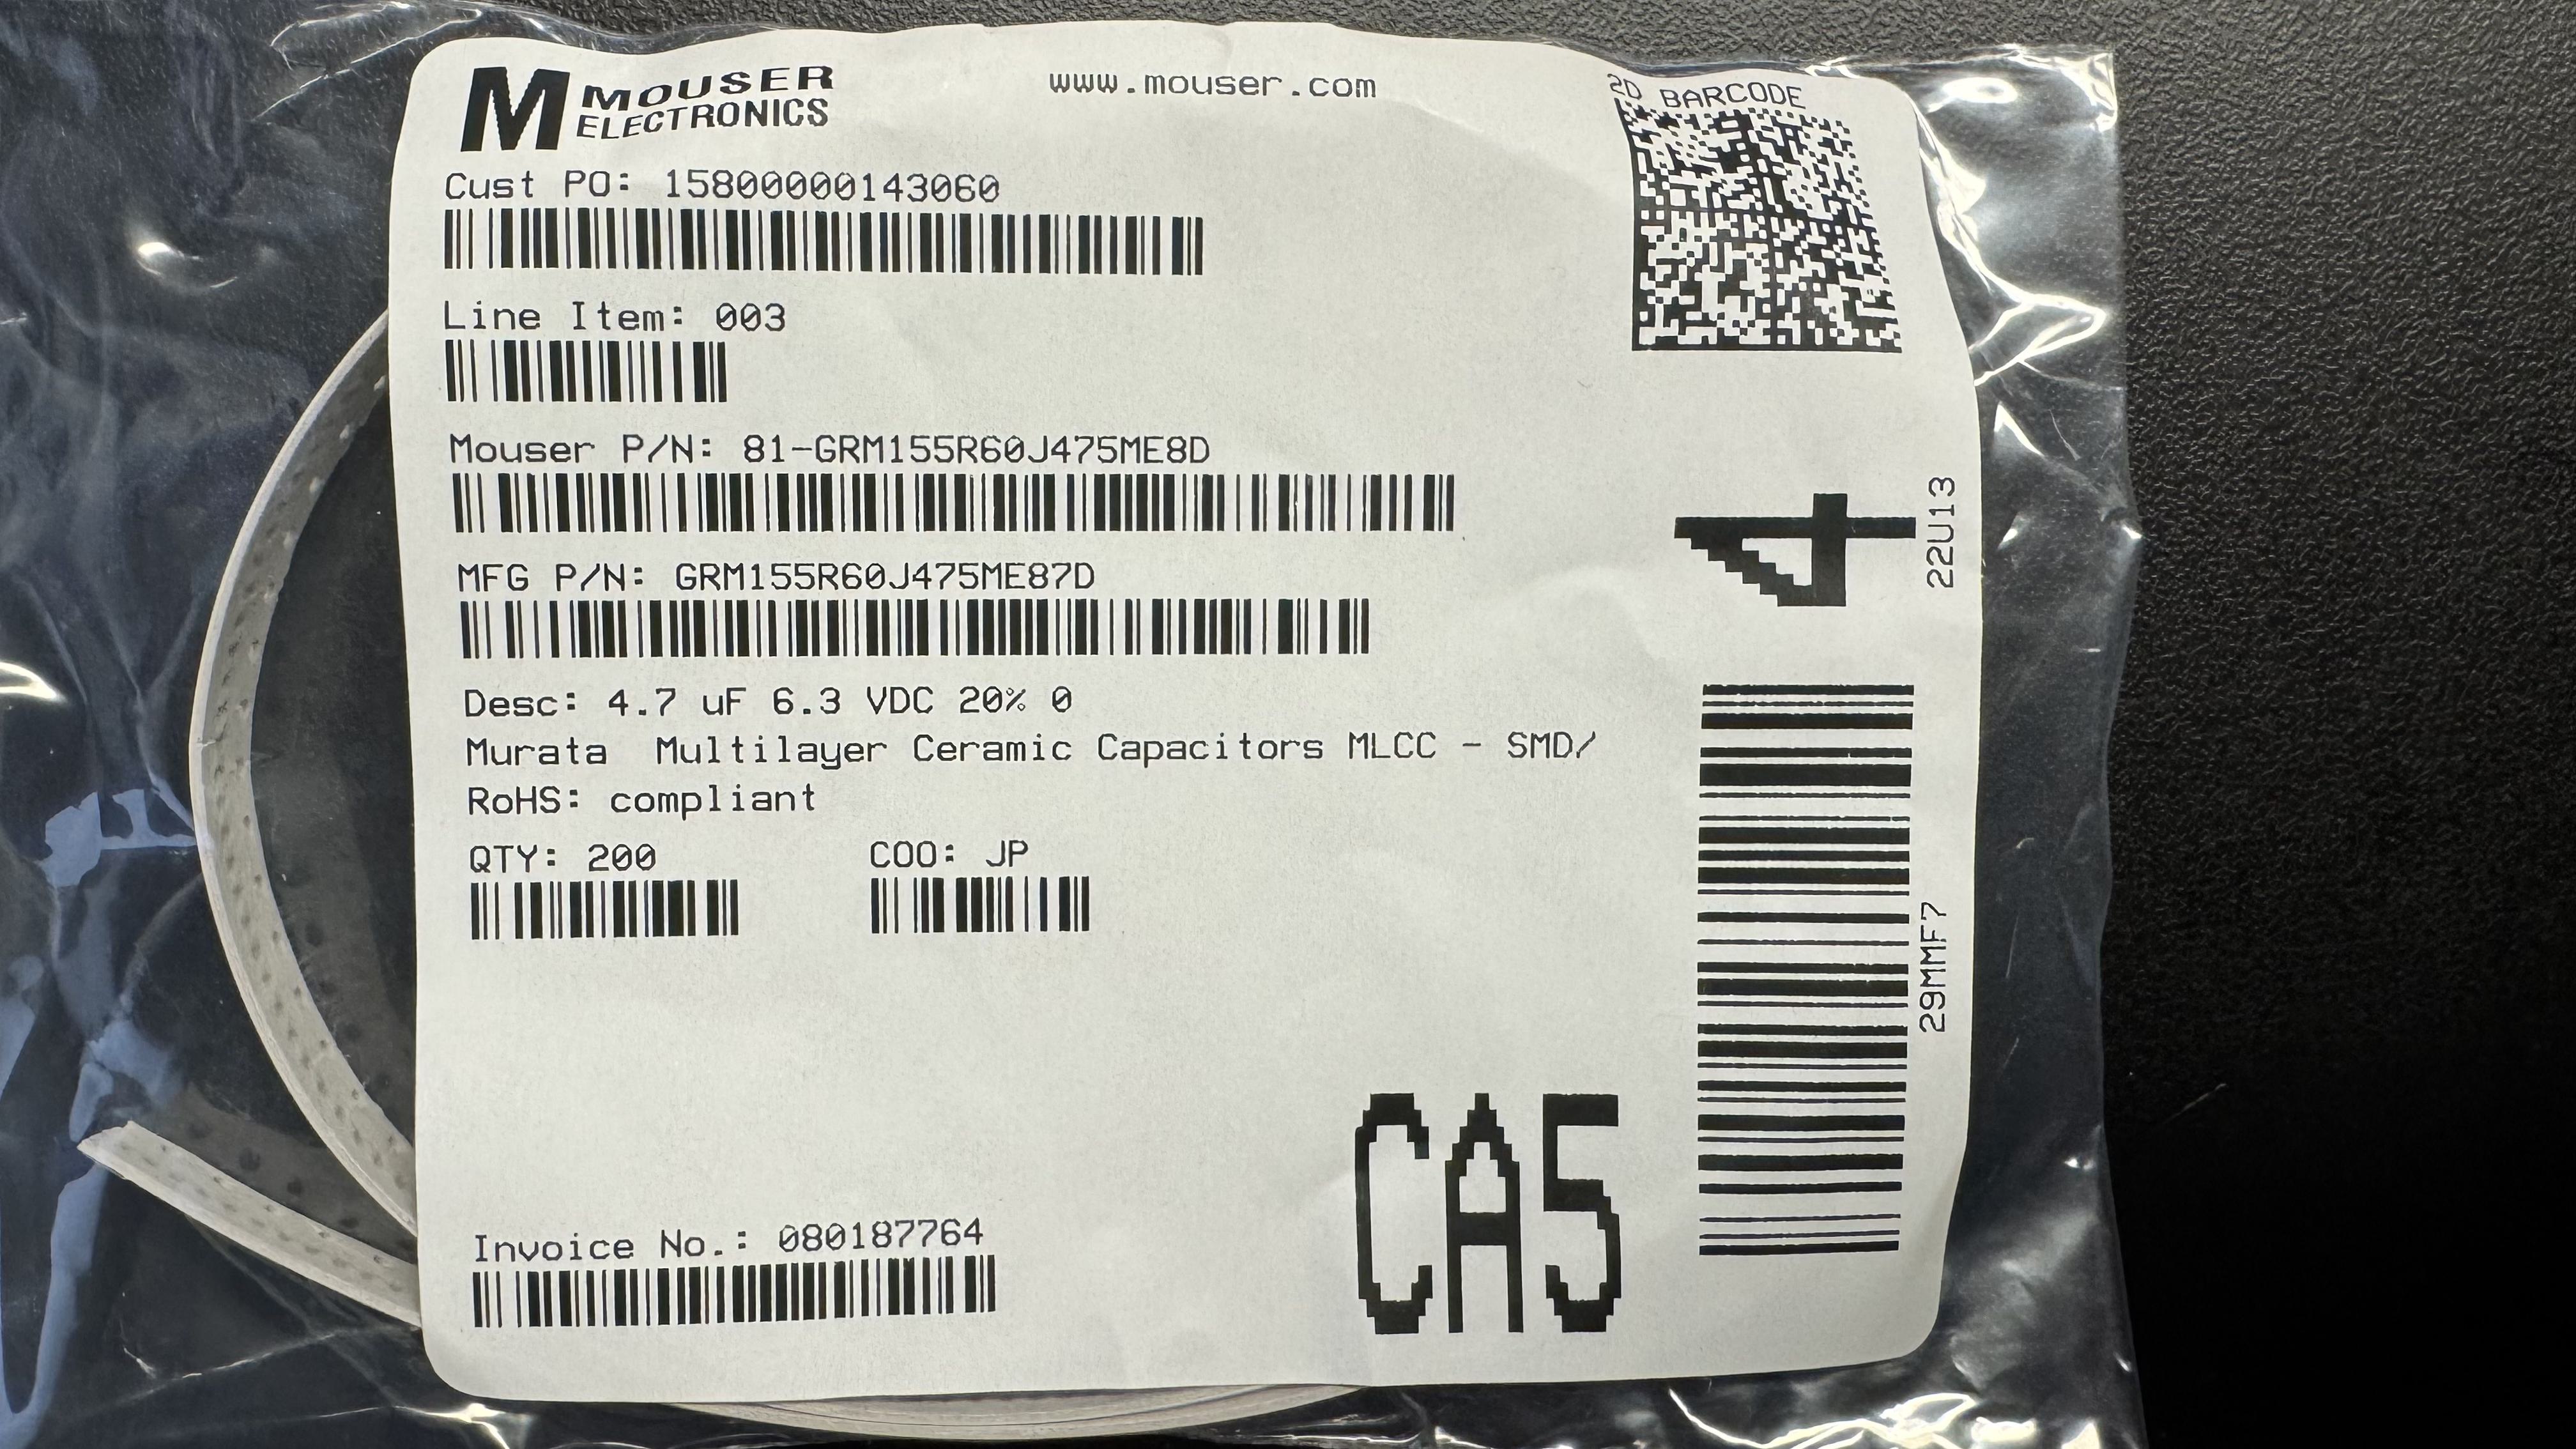 M MOUSER
ELECTRONICS
www.mouser.com
2D BARCODE
Cust PO: 15800000143060
Line Item: 003
Mouser P/N: 81-GRM155R60J475ME8D
MFG P/N: GRM155R60J475ME87D
Desc: 4.7 uF 6.3 VDC 20% 0
Murata  Multilayer Ceramic Capacitors MLCC - SMD/
RoHS: compliant
QTY: 200
COO: JP
Invoice No.: 080187764
CA5
4
22U13
29MMF7